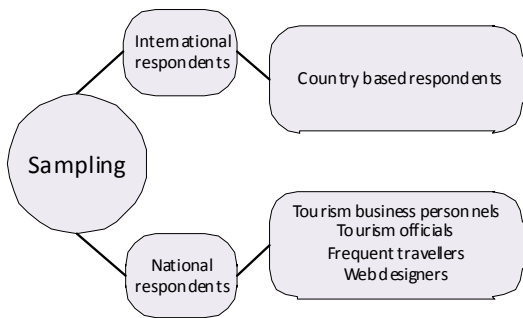 International
respondents
Country based respondents
Sampling
Tourism business personnels
Tourism officials
Frequent travellers
Web designers
National
respondents